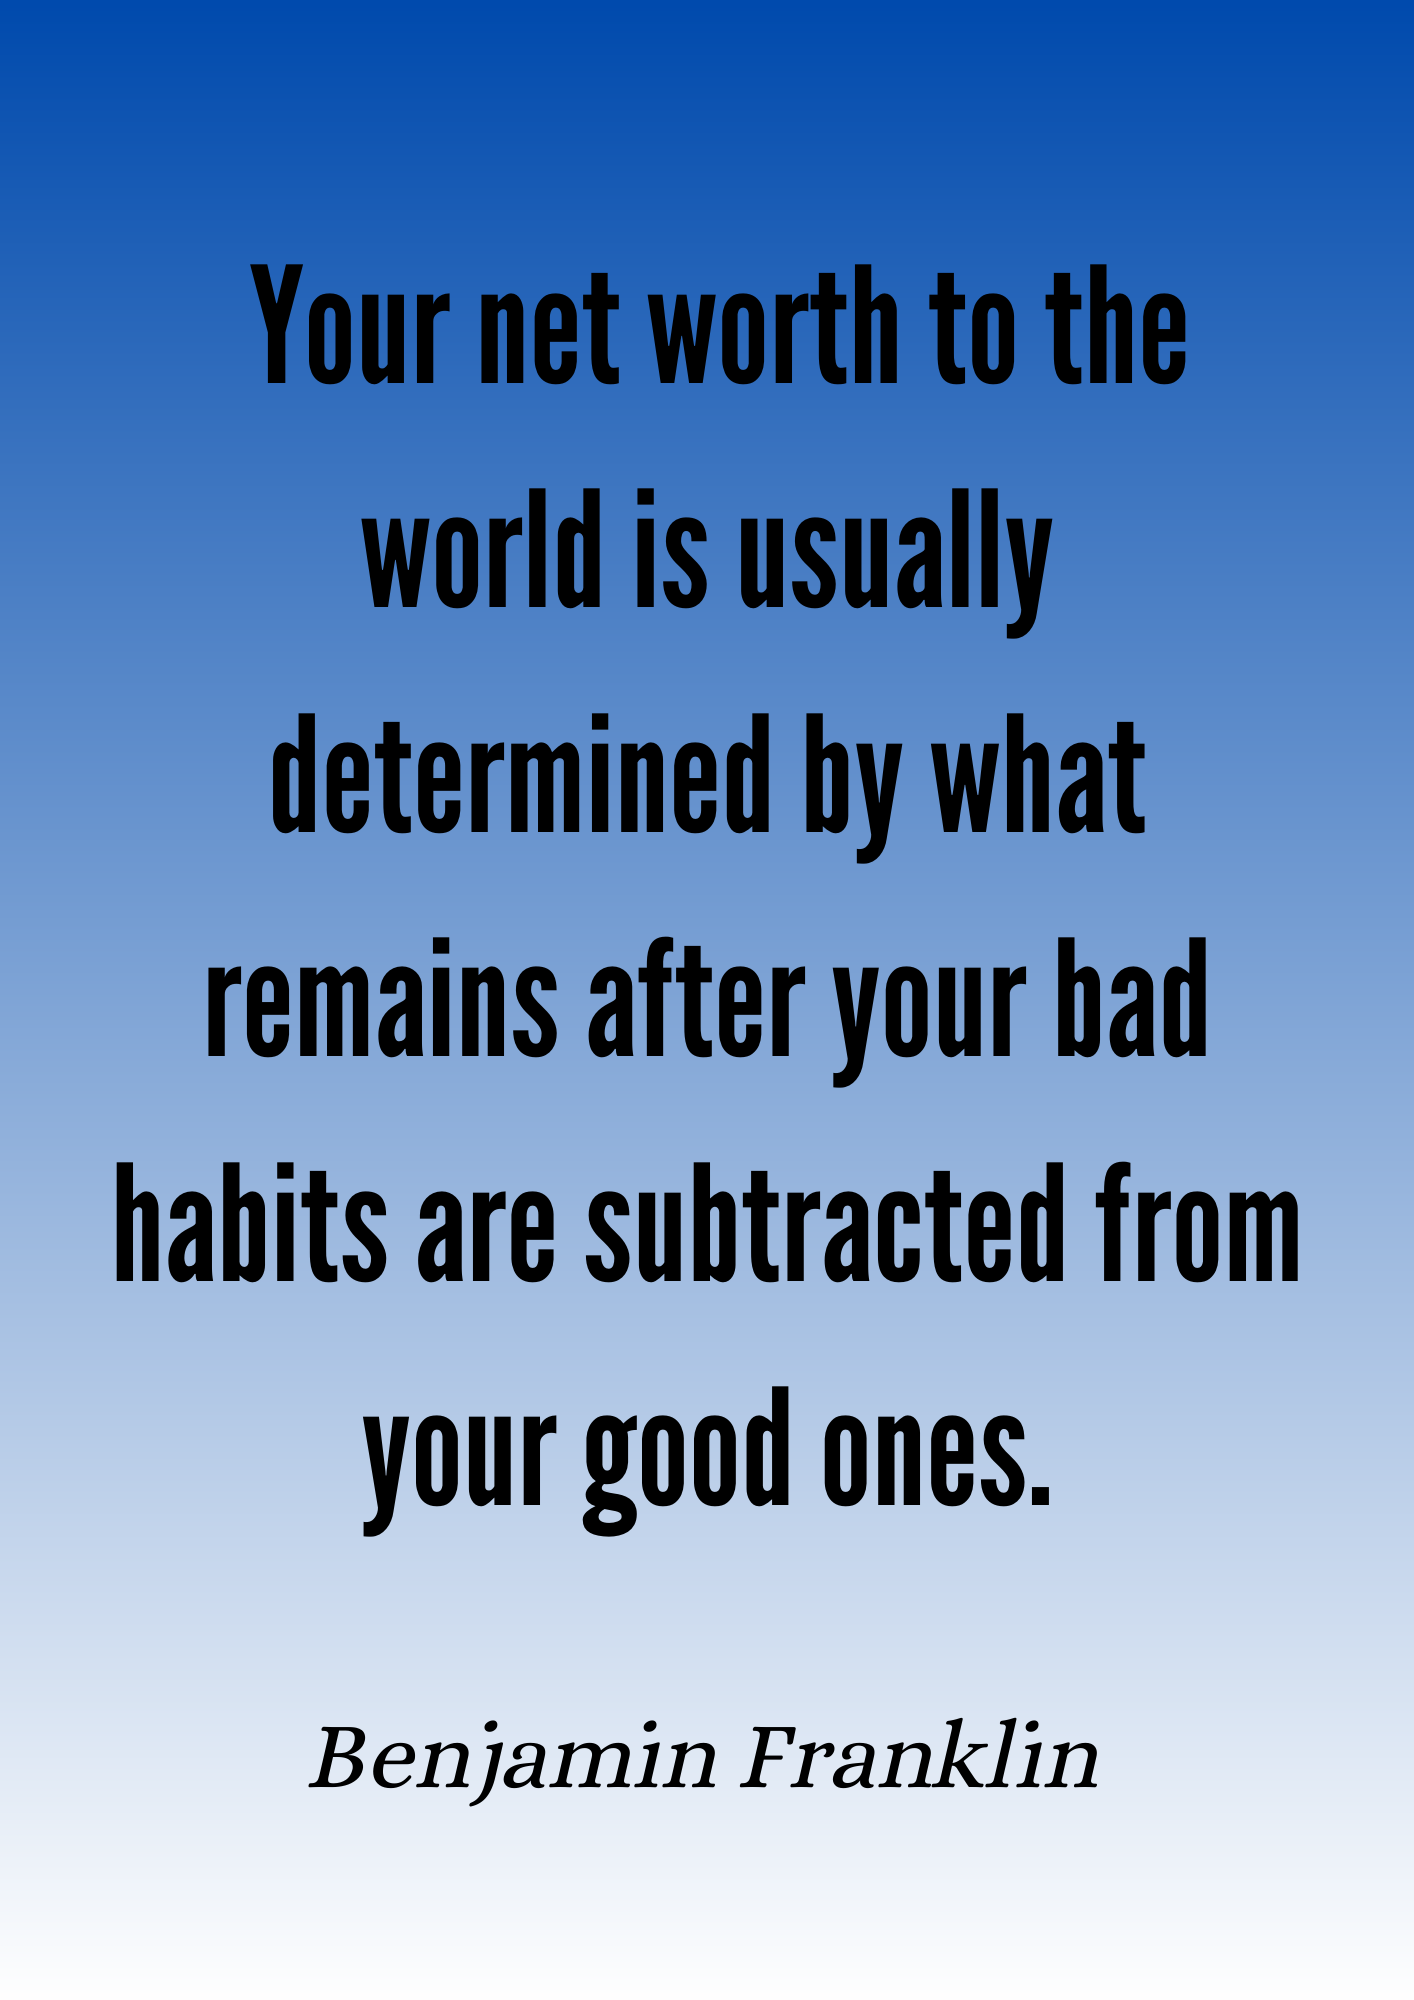 Your net worth to the
world is usually
determined by what
remains after your bad
habits are subtracted from
your good ones.
Benjamin Franklin